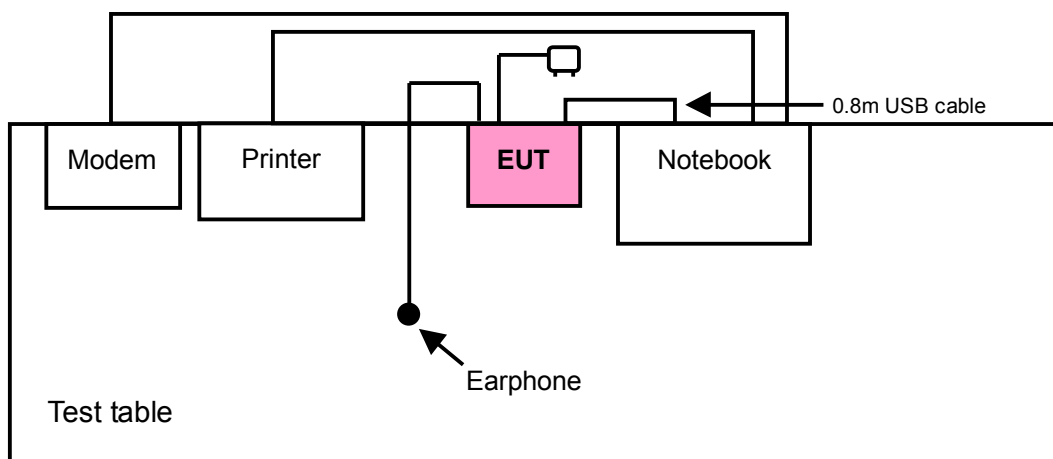 0.8m USB cable
Modem
Printer
EUT
Notebook
Earphone
Test table